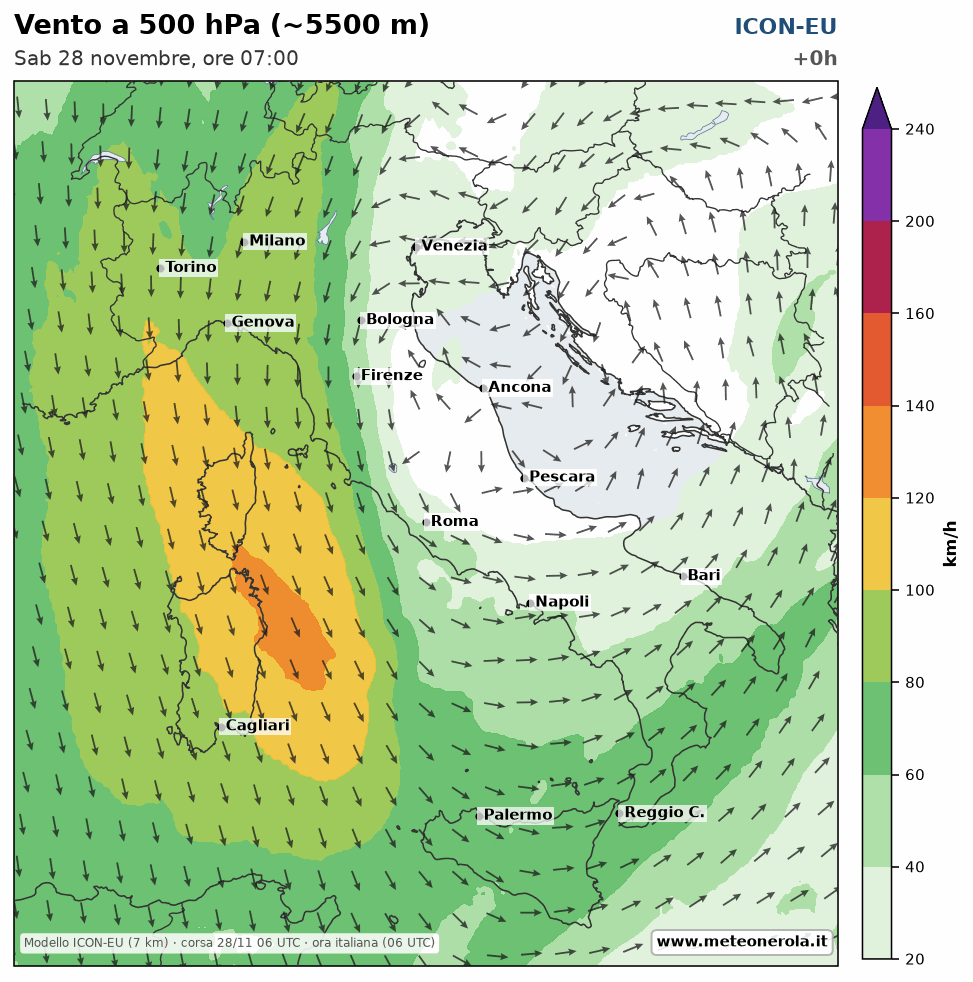 Vento a 500 hPa (~5500 m)
ICON-EU
Sab 28 novembre, ore 07:00
+0h
240
200
160
140
120
100
80
60
40
20
km/h
Milano
Venezia
Torino
Genova
Bologna
Firenze
Ancona
Pescara
Roma
Bari
Napoli
Cagliari
Palermo
Reggio C.
Modello ICON-EU (7 km) · corsa 28/11 06 UTC · ora italiana (06 UTC)
www.meteonerola.it